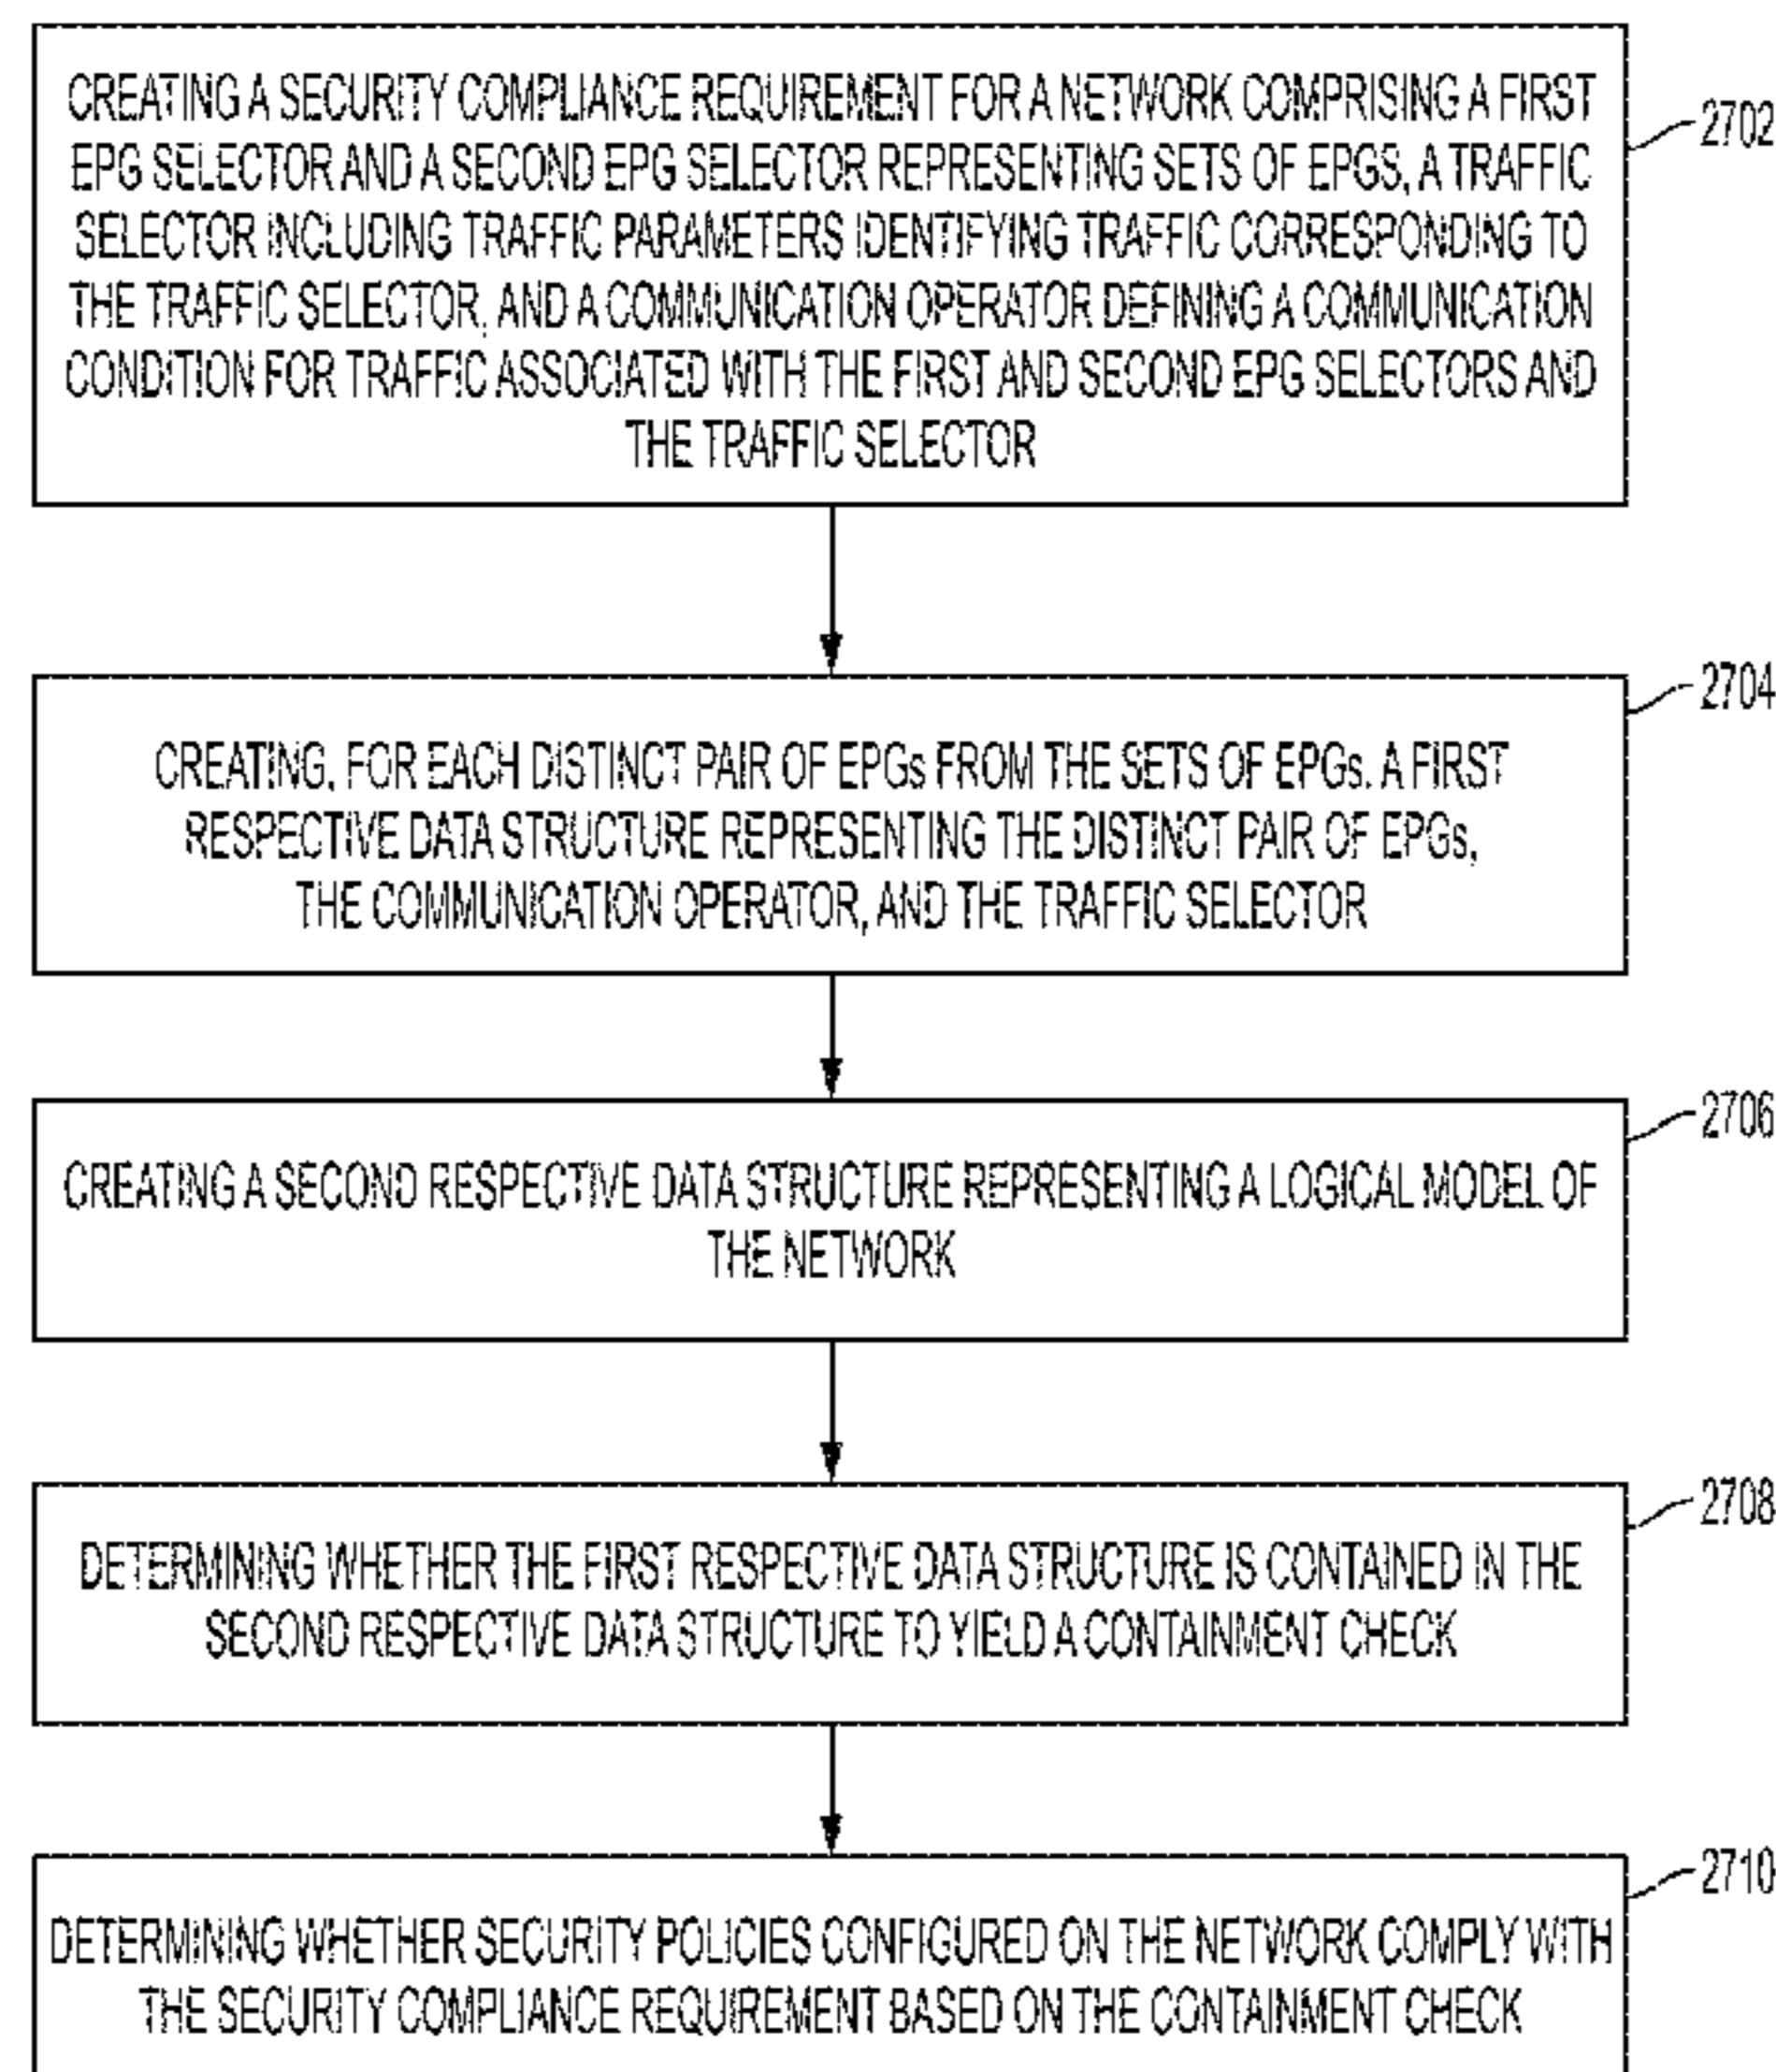 CREATING A SECURITY COMPLIANCE REQUIREMENT FOR A NETWORK COMPRISING A FIRST
EPG SELECTOR AND A SECOND EPG SELECTOR REPRESENTING SETS OF EPGS, A TRAFFIC
SELECTOR INCLUDING TRAFFIC PARAMETERS IDENTIFYING TRAFFIC CORRESPONDING TO
THE TRAFFIC SELECTOR, AND A COMMUNICATION OPERATOR DEFINING A COMMUNICATION
CONDITION FOR TRAFFIC ASSOCIATED WITH THE FIRST AND SECOND EPG SELECTORS AND
THE TRAFFIC SELECTOR
2702
2704
CREATING, FOR EACH DISTINCT PAIR OF EPGs FROM THE SETS OF EPGs, A FIRST
RESPECTIVE DATA STRUCTURE REPRESENTING THE DISTINCT PAIR OF EPGs,
THE COMMUNICATION OPERATOR, AND THE TRAFFIC SELECTOR
2706
CREATING A SECOND RESPECTIVE DATA STRUCTURE REPRESENTING A LOGICAL MODEL OF
THE NETWORK
2708
DETERMINING WHETHER THE FIRST RESPECTIVE DATA STRUCTURE IS CONTAINED IN THE
SECOND RESPECTIVE DATA STRUCTURE TO YIELD A CONTAINMENT CHECK
2710
DETERMINING WHETHER SECURITY POLICIES CONFIGURED ON THE NETWORK COMPLY WITH
THE SECURITY COMPLIANCE REQUIREMENT BASED ON THE CONTAINMENT CHECK